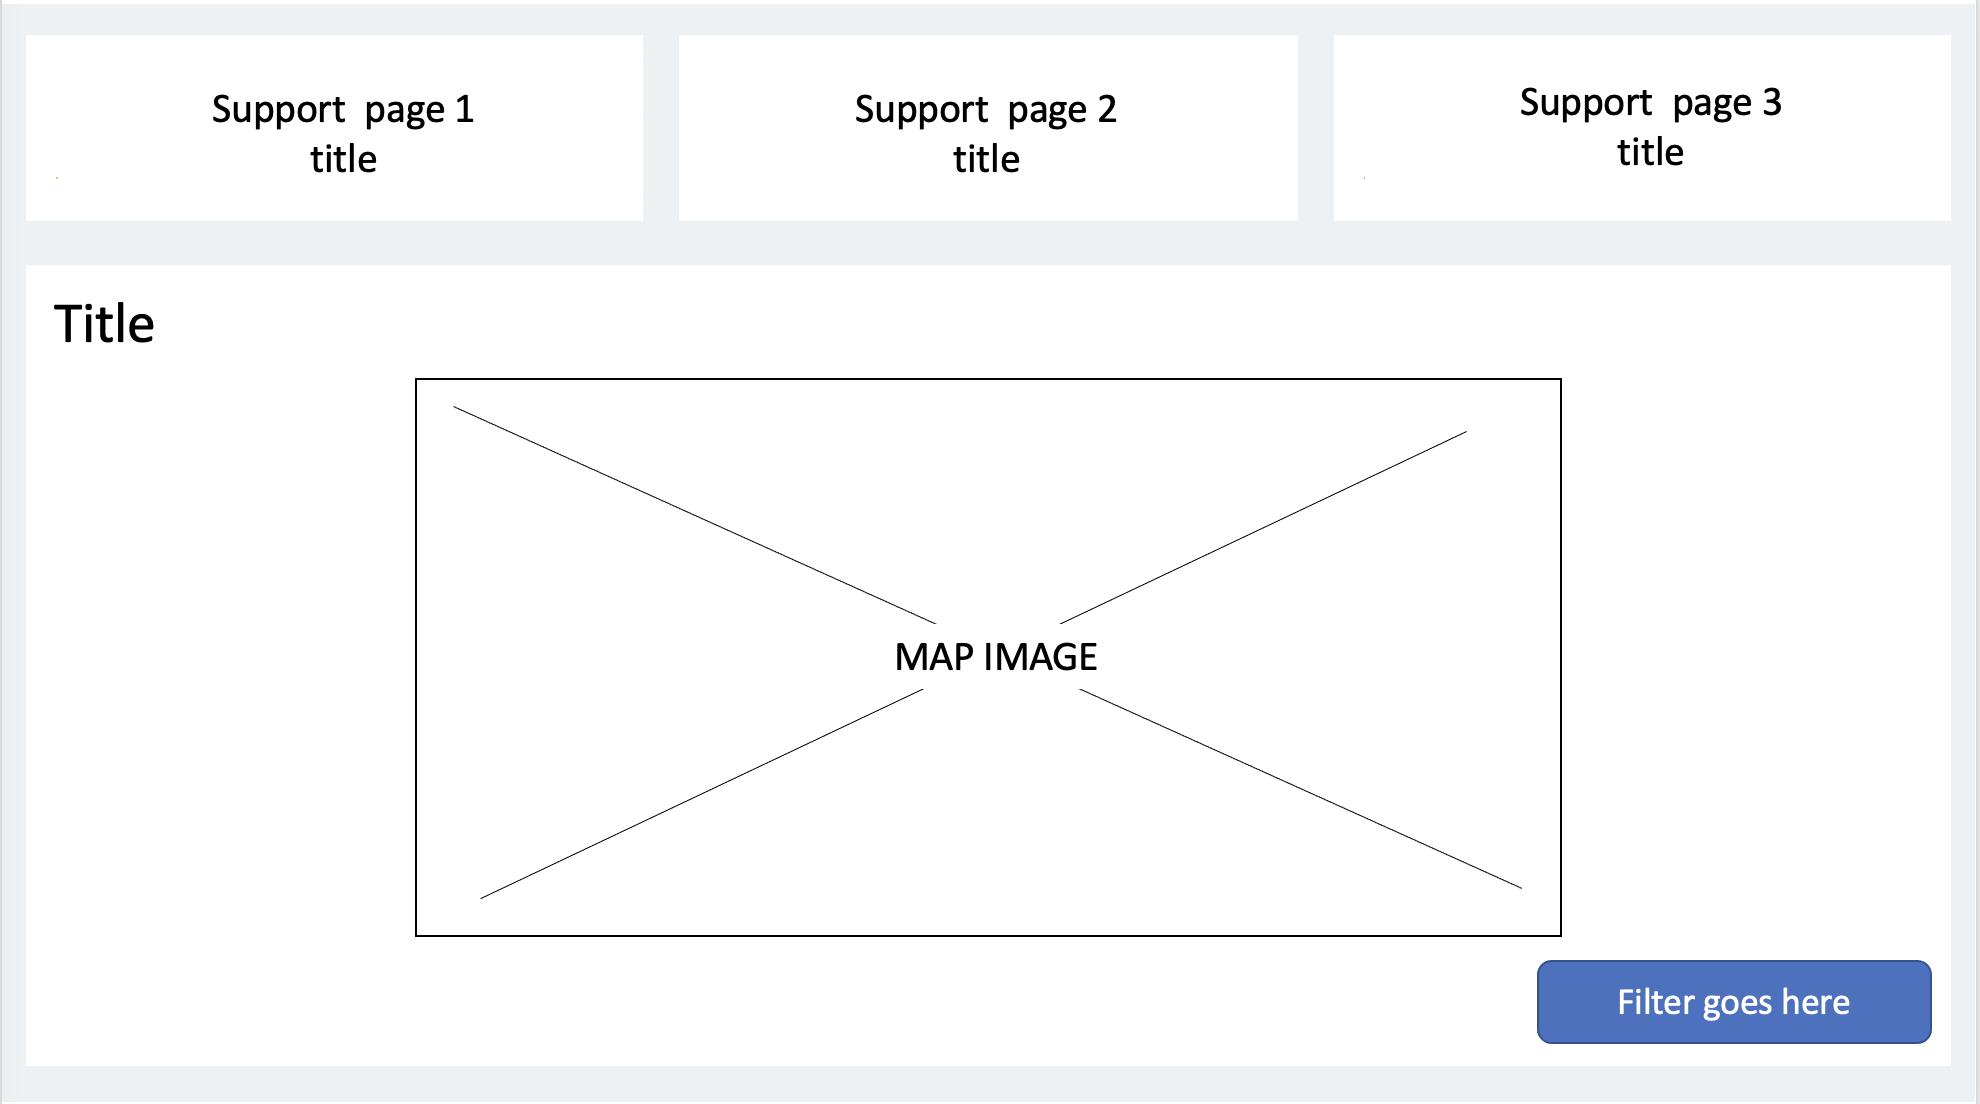 Support  page 1
title
Support  page 2
title
Support  page 3
title
Title
MAP IMAGE
Filter goes here